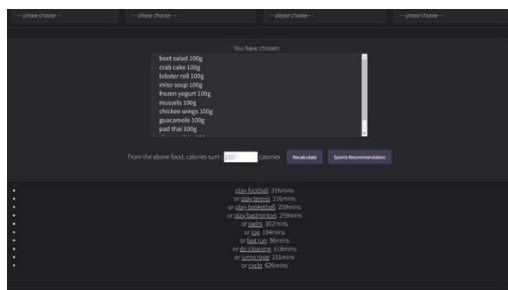 --- please choose --- --- please choose --- --- please choose --- --- please choose ---
You have chosen:
beet salad 100g
crab cake 100g
lobster roll 100g
miso soup 100g
frozen yogurt 100g
mussels 100g
chicken wings 100g
guacamole 100g
pad thai 100g
From the above food, calories sum : calories Recalculate Sports Recommendation
play football 216mins
or play tennis 216mins
or play basketball 259mins
or play badminton 259mins
or swim 302mins
or jog 194mins
or fast run 86mins
or do cleaning 518mins
or jump rope 151mins
or cycle 626mins